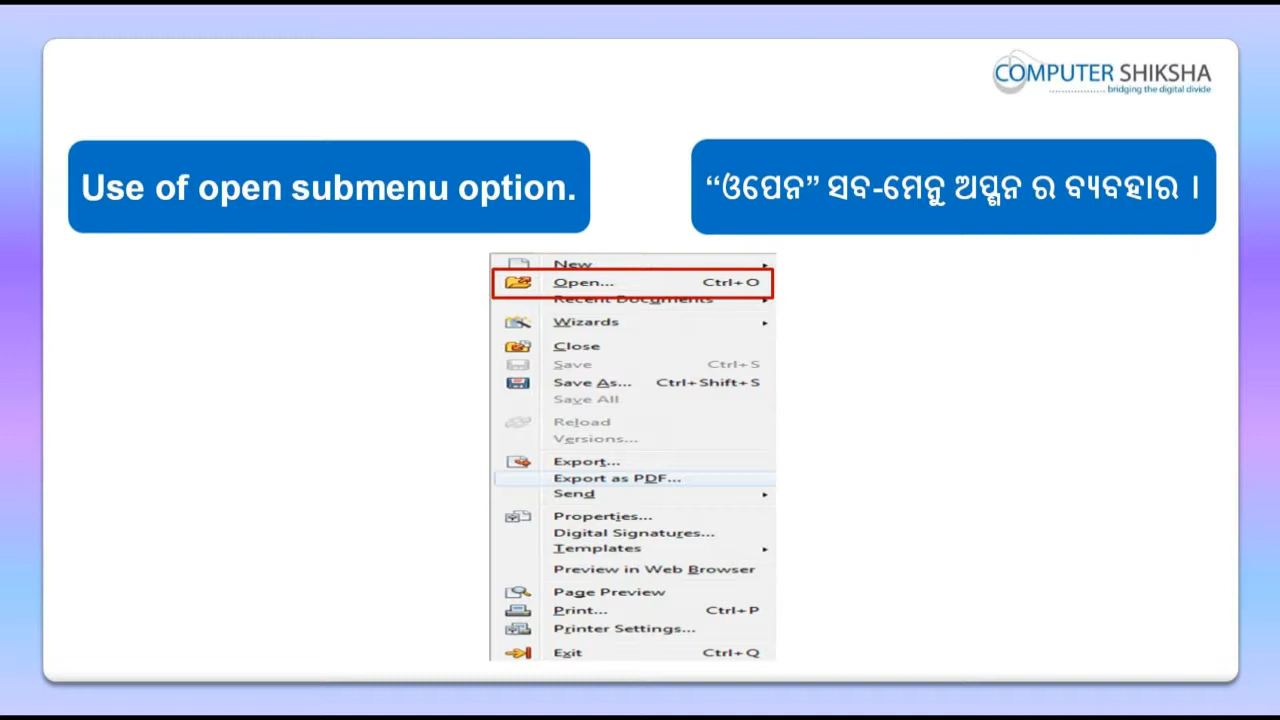 COMPUTER SHIKSHA
bridging the digital divide
Use of open submenu option.
“ଓପେନ” ସବ-ମେନୁ ଅପ୍ସନ ର ବ୍ୟବହାର ।
New
Open... Ctrl+O
Recent Documents
Wizards
Close
Save Ctrl+S
Save As... Ctrl+Shift+S
Save All
Reload
Versions...
Export...
Export as PDF...
Send
Properties...
Digital Signatures...
Templates
Preview in Web Browser
Page Preview
Print... Ctrl+P
Printer Settings...
Exit Ctrl+Q